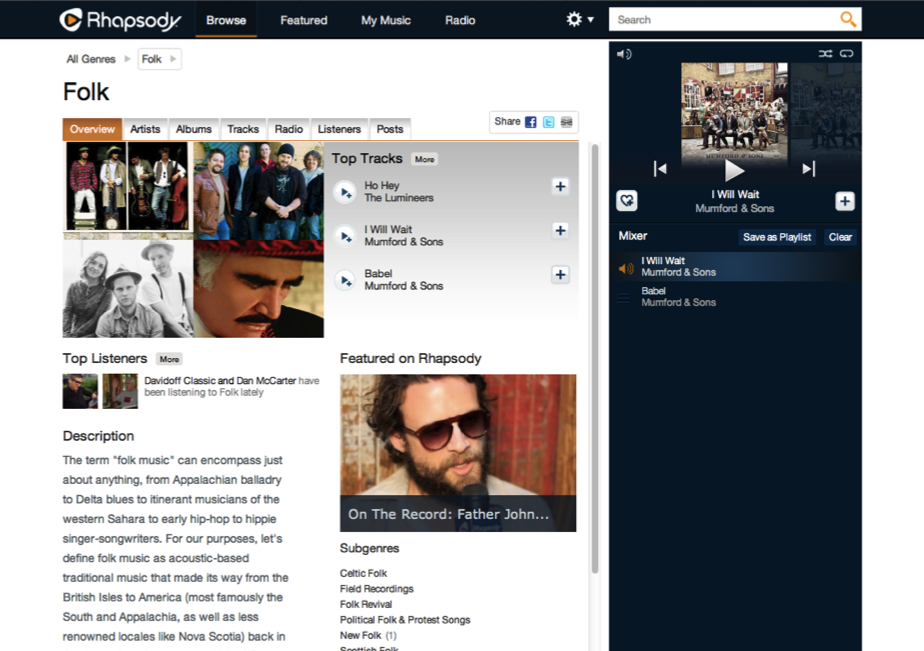 Rhapsody
Browse
Featured
My Music
Radio
Search
All Genres
Folk
Folk
Overview
Artists
Albums
Tracks
Radio
Listeners
Posts
Share
Top Tracks
More
Ho Hey
The Lumineers
I Will Wait
Mumford & Sons
Babel
Mumford & Sons
Top Listeners
More
Davidoff Classic and Dan McCarter have
been listening to Folk lately
Description
The term "folk music" can encompass just
about anything, from Appalachian balladry
to Delta blues to itinerant musicians of the
western Sahara to early hip-hop to hippie
singer-songwriters. For our purposes, let's
define folk music as acoustic-based
traditional music that made its way from the
British Isles to America (most famously the
South and Appalachia, as well as less
renowned locales like Nova Scotia) back in
Featured on Rhapsody
On The Record: Father John...
Subgenres
Celtic Folk
Field Recordings
Folk Revival
Political Folk & Protest Songs
New Folk (1)
Scottish Folk
MUMFORD & SONS
I Will Wait
Mumford & Sons
Mixer
Save as Playlist
Clear
I Will Wait
Mumford & Sons
Babel
Mumford & Sons